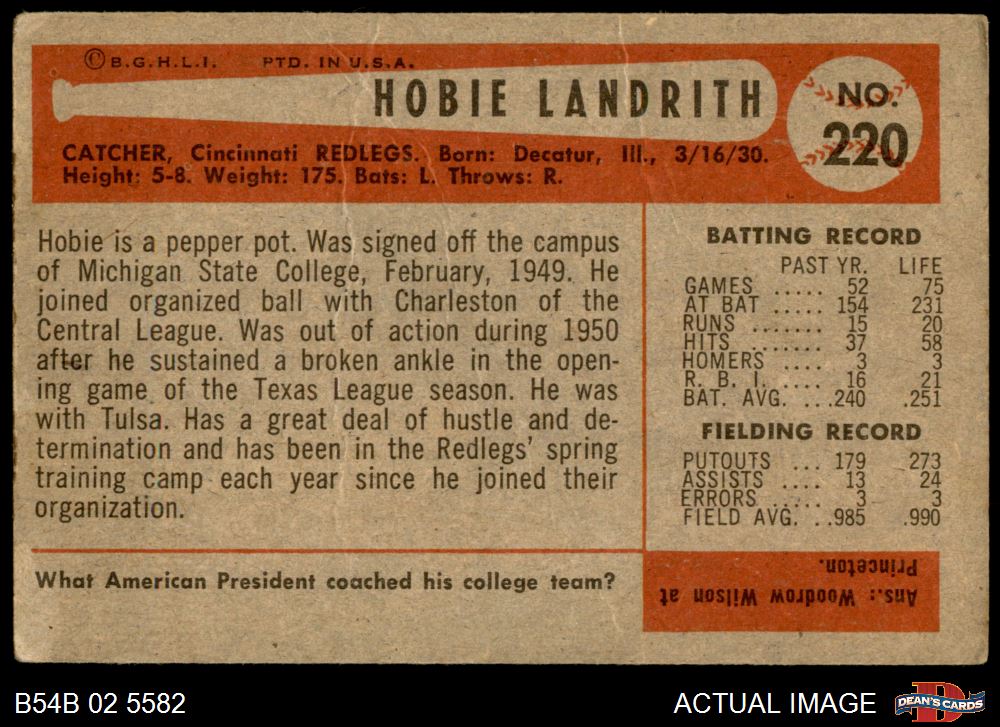 ©B.G.H.L.I. PTD. IN U.S.A.
HOBIE LANDRITH
NO.
220
CATCHER, Cincinnati REDLEGS. Born: Decatur, Ill., 3/16/30.
Height: 5-8. Weight: 175. Bats: L. Throws: R.
Hobie is a pepper pot. Was signed off the campus
of Michigan State College, February, 1949. He
joined organized ball with Charleston of the
Central League. Was out of action during 1950
after he sustained a broken ankle in the open-
ing game of the Texas League season. He was
with Tulsa. Has a great deal of hustle and de-
termination and has been in the Redlegs' spring
training camp each year since he joined their
organization.
BATTING RECORD
PAST YR. LIFE
GAMES ..... 52 75
AT BAT ..... 154 231
RUNS ....... 15 20
HITS ....... 37 58
HOMERS .... 3 3
R. B. I. .... 16 21
BAT. AVG. ...240 .251
FIELDING RECORD
PUTOUTS ... 179 273
ASSISTS .... 13 24
ERRORS ..... 3 3
FIELD AVG. ..985 .990
What American President coached his college team?
Ans.: Woodrow Wilson at
Princeton.
B54B 02 5582
ACTUAL IMAGE
DEAN'S CARDS